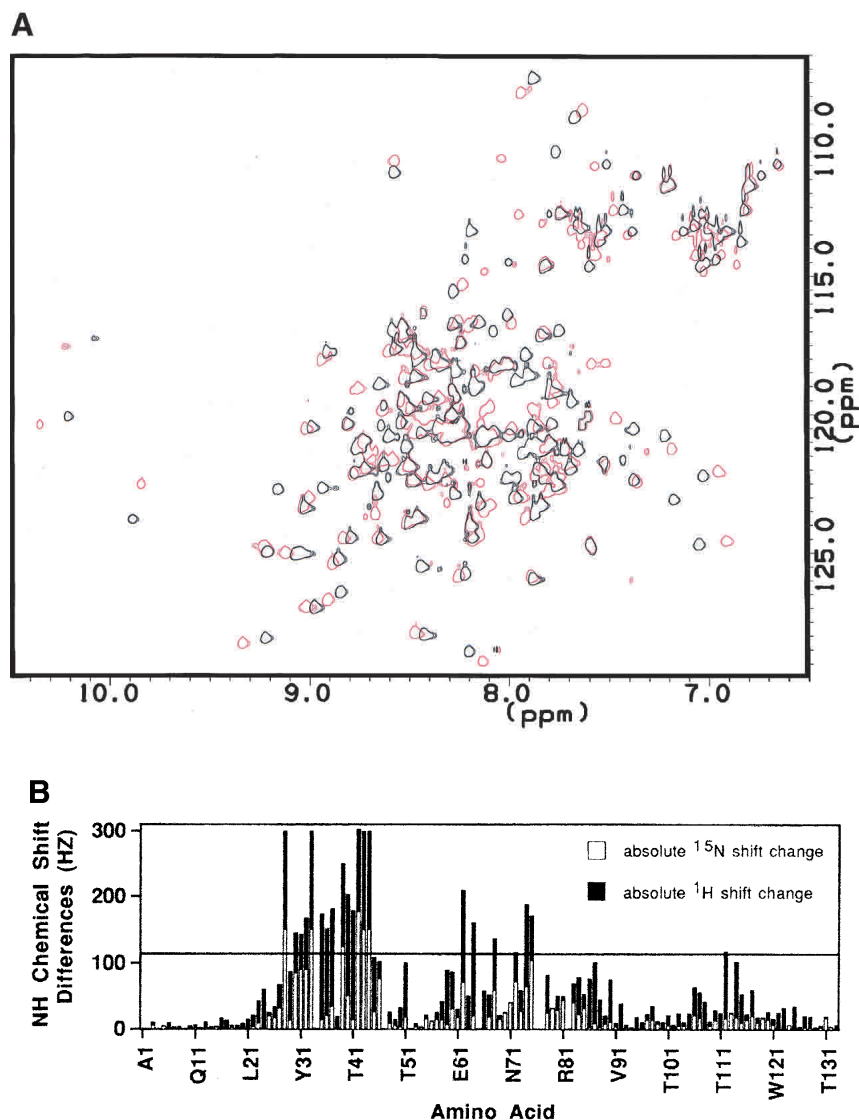 A
110.0
115.0
120.0
(ppm)
125.0
10.0 9.0 8.0 7.0
(ppm)
B
NH Chemical Shift
Differences (HZ)
300
200
100
0
absolute 15N shift change
absolute 1H shift change
A1 Q11 L21 Y31 T41 T51 E61 N71 R81 V91 T101 T111 W121 T131
Amino Acid